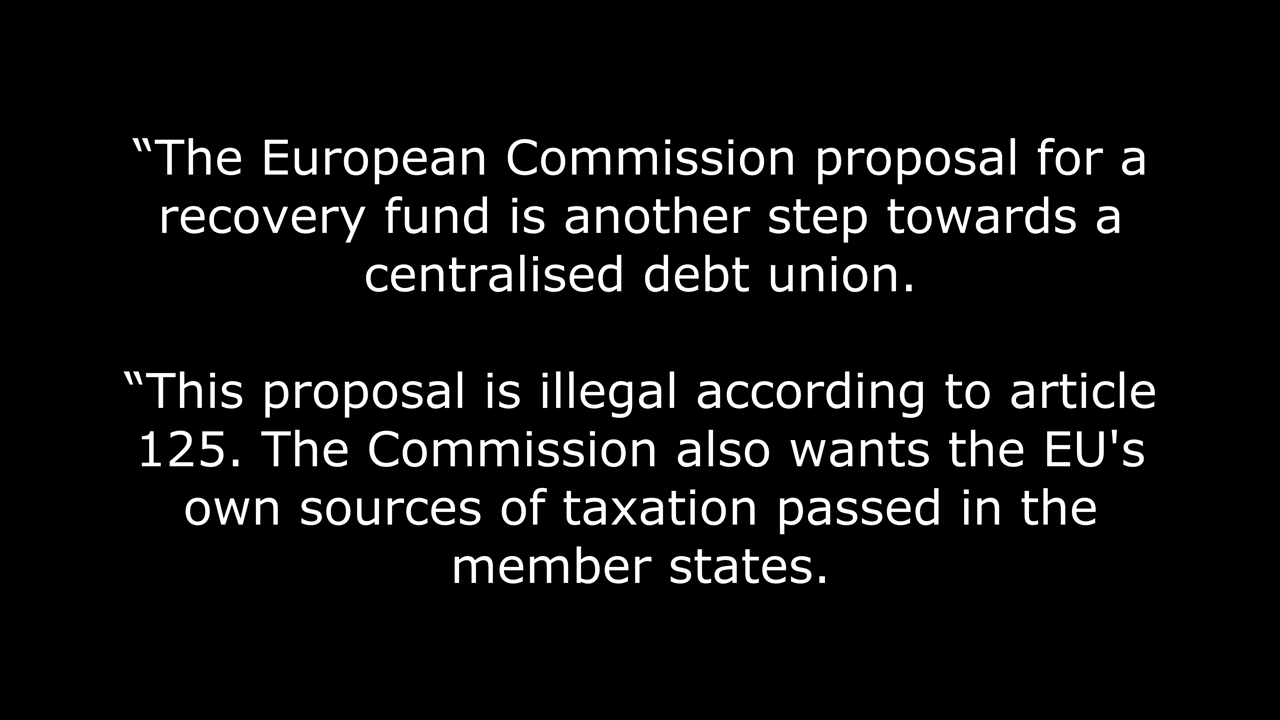 “The European Commission proposal for a
recovery fund is another step towards a
centralised debt union.
“This proposal is illegal according to article
125. The Commission also wants the EU's
own sources of taxation passed in the
member states.